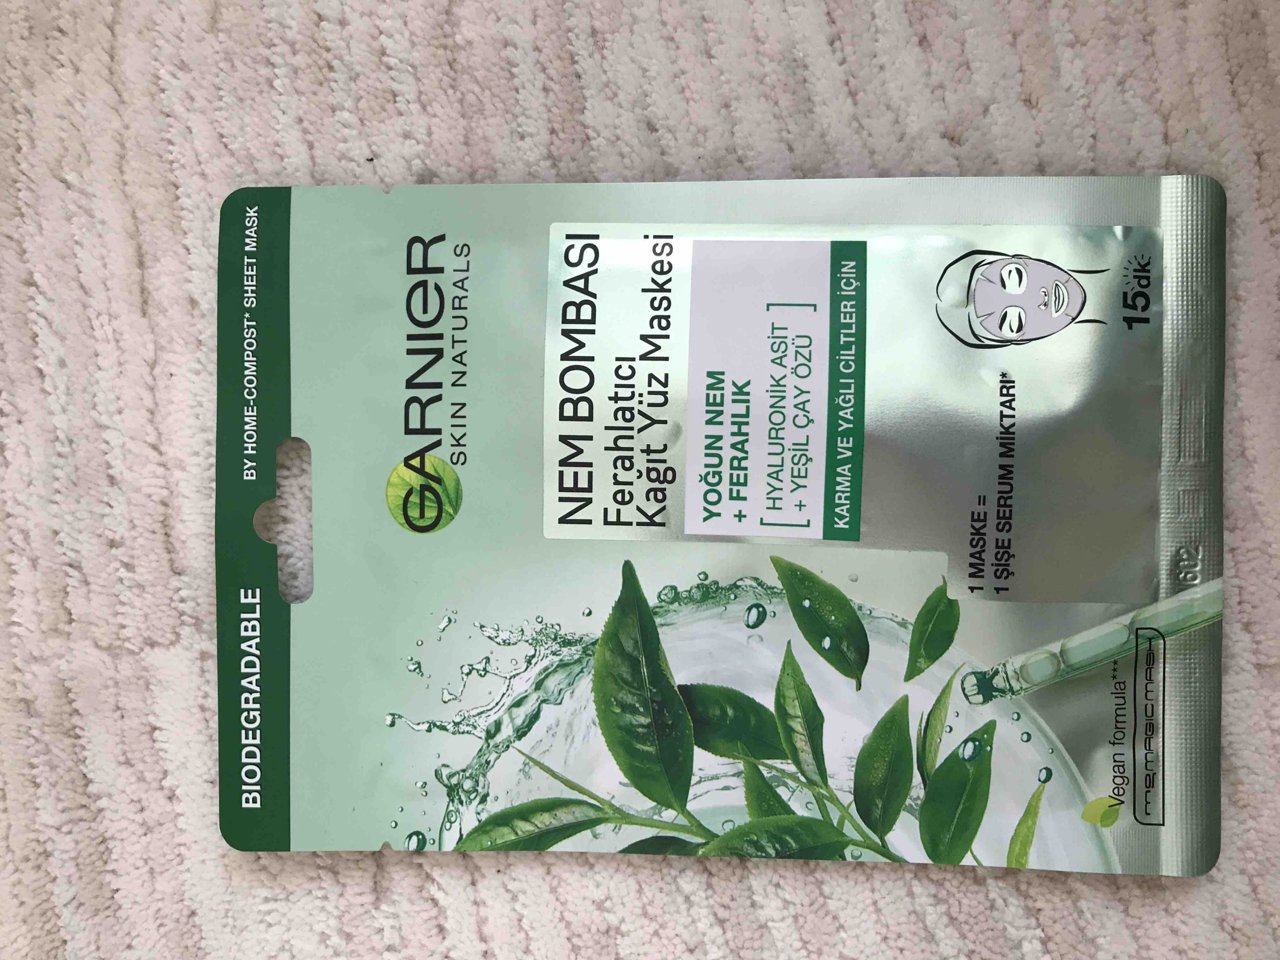 BIODEGRADABLE
BY HOME-COMPOST* SHEET MASK
GARNIER
SKIN NATURALS
NEM BOMBASI
Ferahlatıcı
Kağıt Yüz Maskesi
YOĞUN NEM
+ FERAHLIK
[ HYALURONİK ASİT ]
[ + YEŞİL ÇAY ÖZÜ ]
KARMA VE YAĞLI CİLTLER İÇİN
1 MASKE =
1 ŞİŞE SERUM MİKTARI*
15dk
Vegan formula***
memAGICMASK